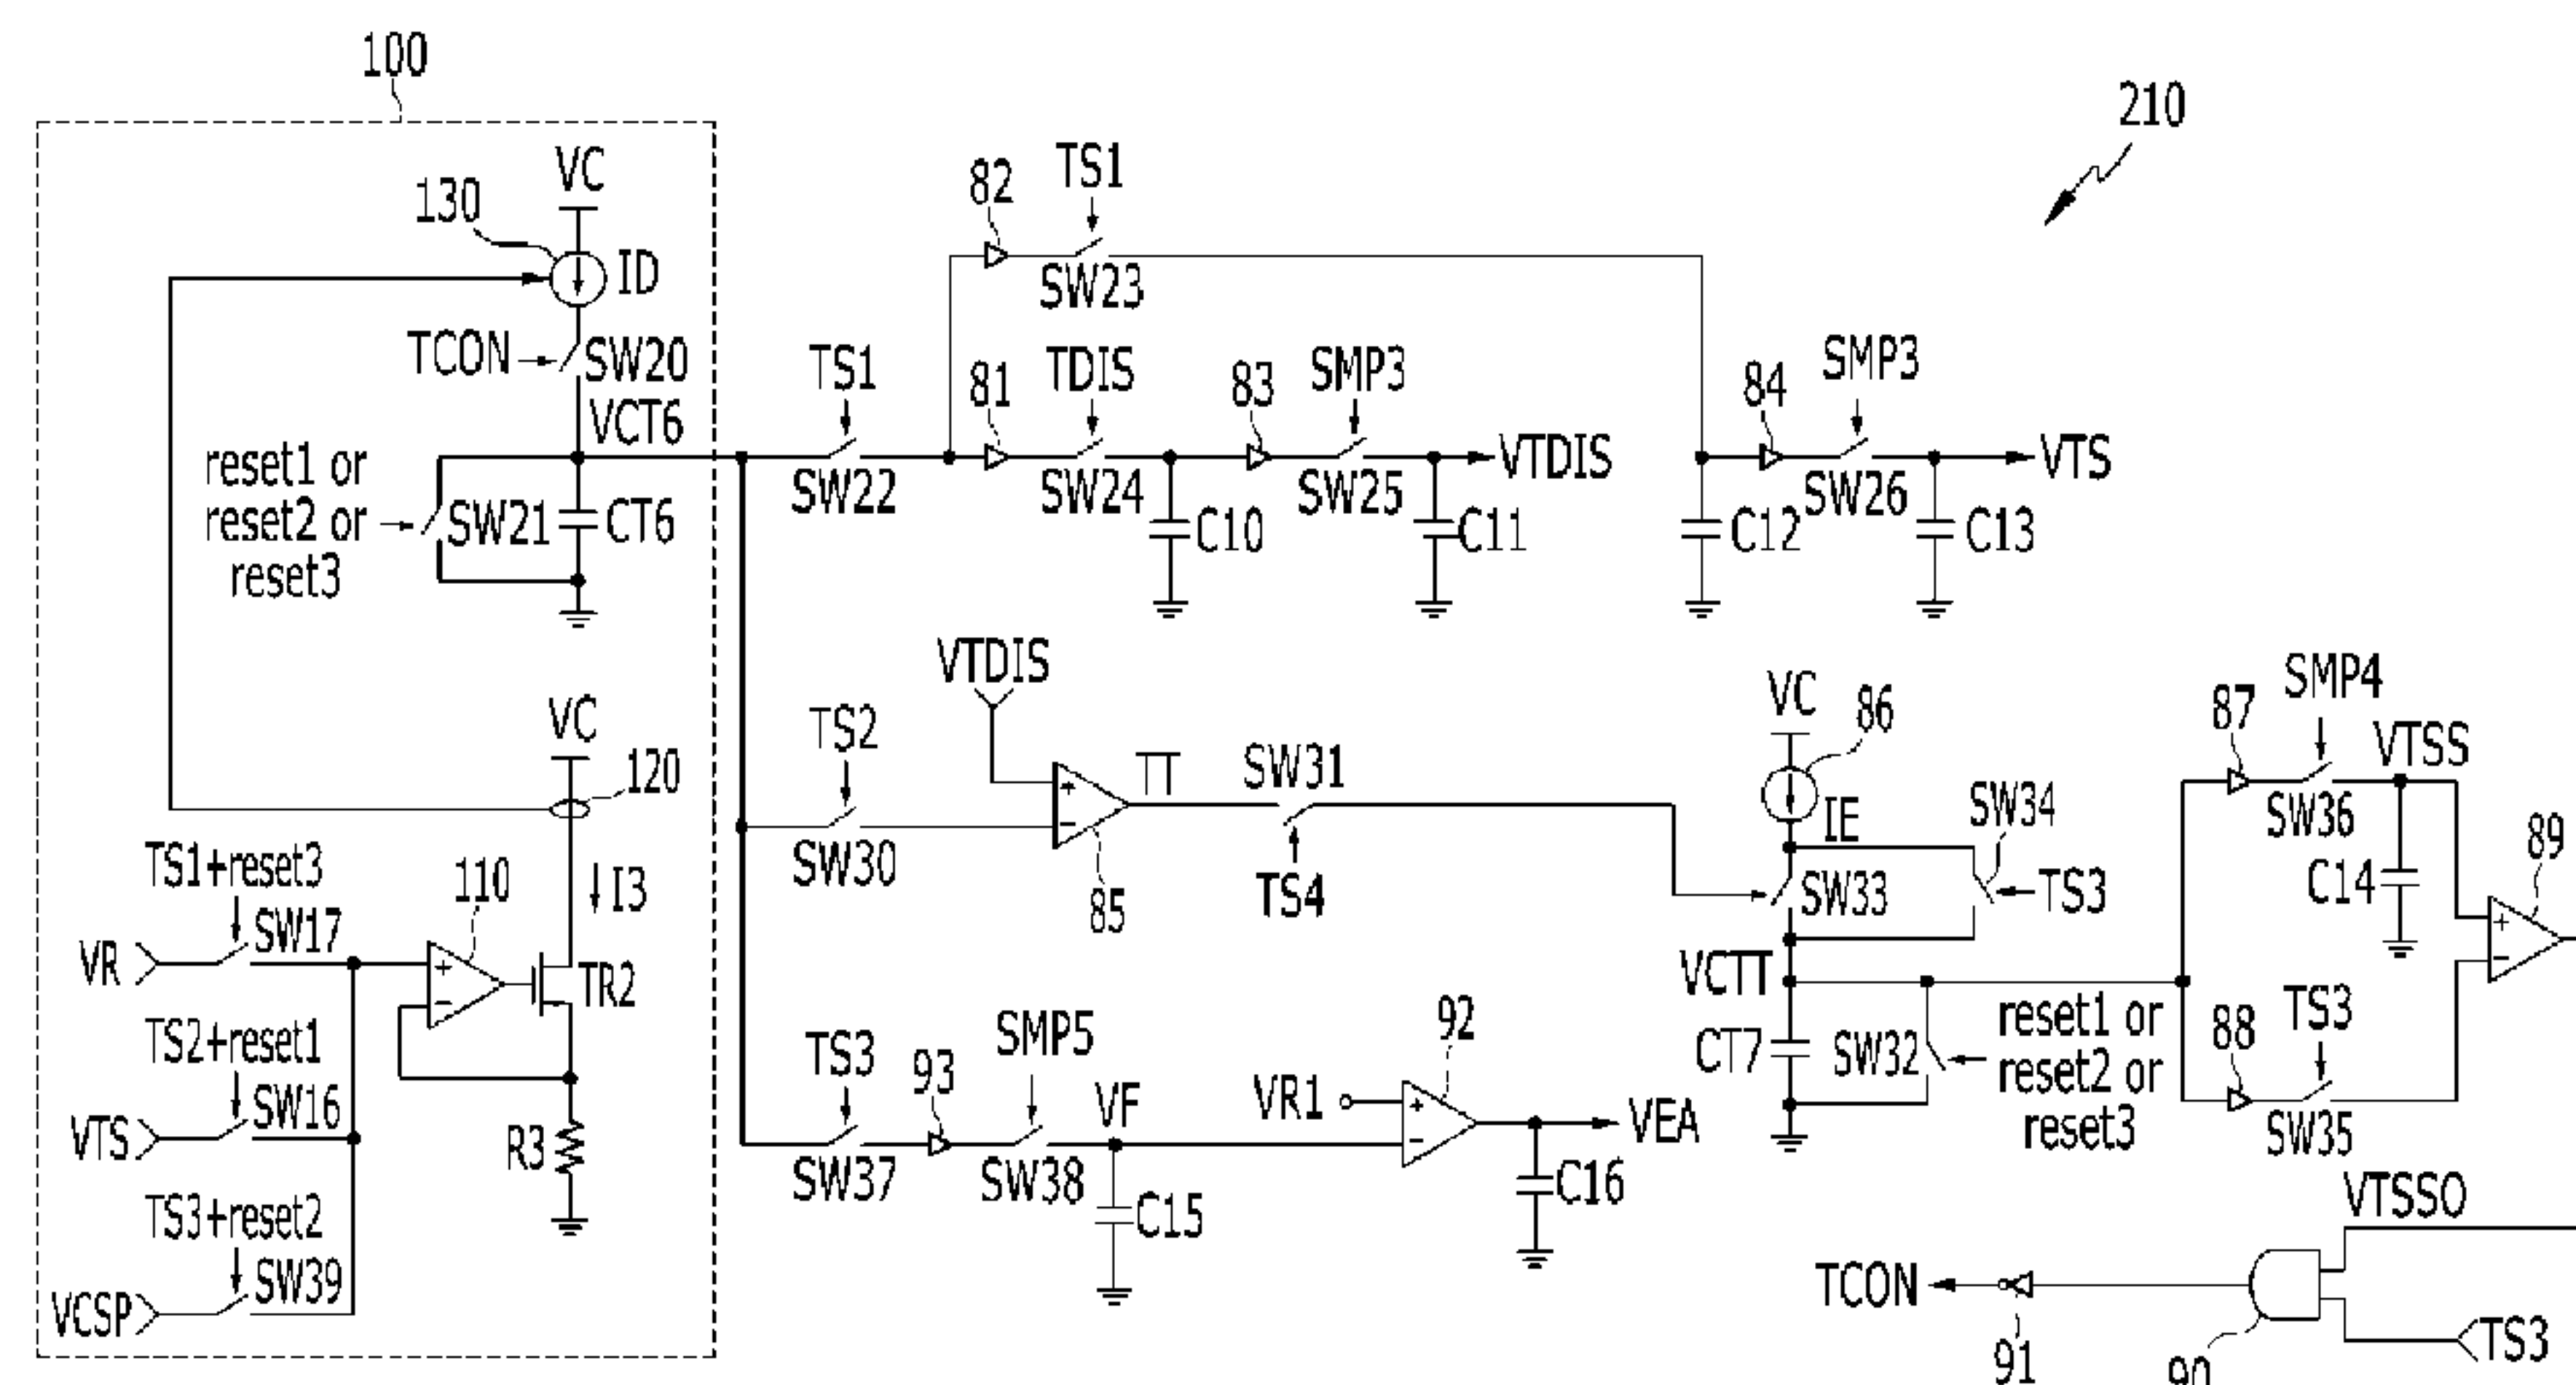 100
210
VC
130
ID
TCON
SW20
VCT6
reset1 or
reset2 or
reset3
SW21
CT6
82
TS1
SW23
TS1
SW22
81
TDIS
SW24
C10
83
SMP3
SW25
C11
VTDIS
C12
84
SMP3
SW26
C13
VTS
VC
120
I3
TS1+reset3
SW17
VR
110
+
−
TR2
TS2+reset1
SW16
VTS
R3
TS3+reset2
SW39
VCSP
VTDIS
TS2
SW30
+
−
85
TT
SW31
TS4
VC
86
IE
SW33
SW34
TS3
VCTT
CT7
SW32
reset1 or
reset2 or
reset3
87
SMP4
SW36
VTSS
C14
88
TS3
SW35
+
−
89
TS3
SW37
93
SMP5
SW38
VF
C15
VR1
+
−
92
C16
VEA
VTSSO
TCON
91
90
TS3